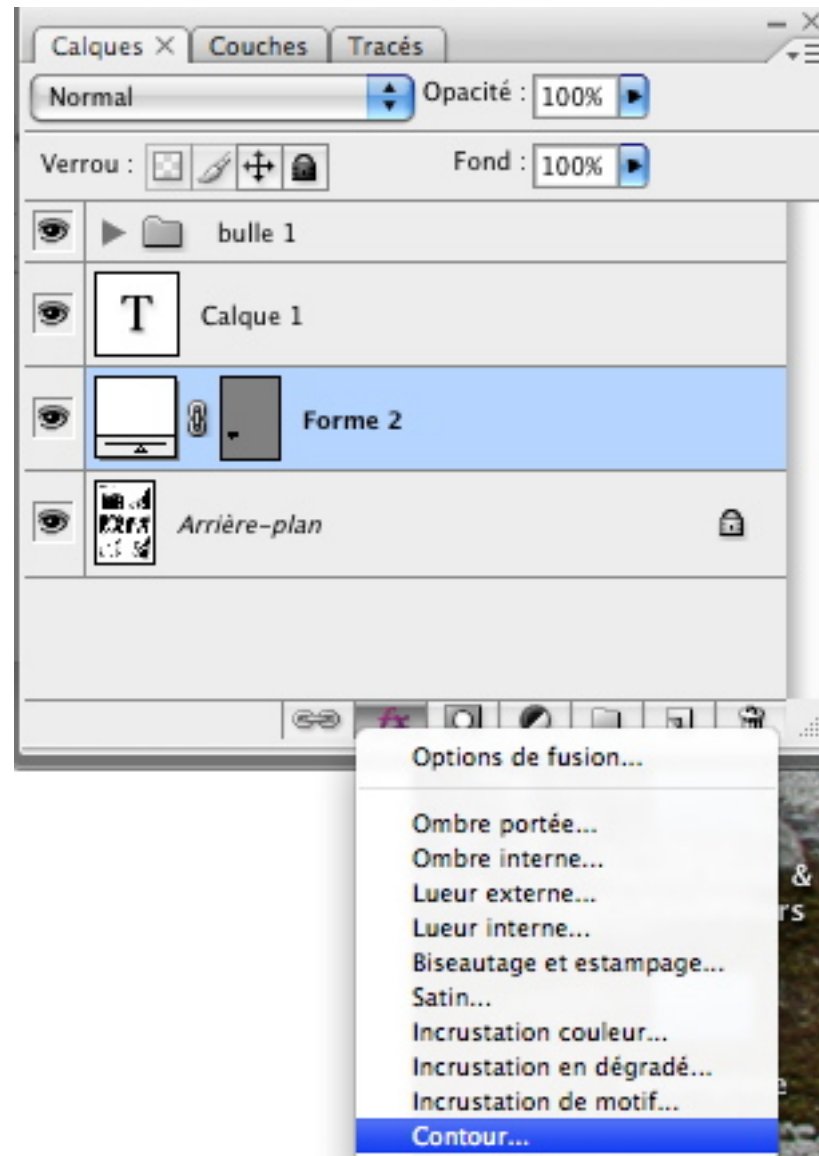 Calques × Couches Tracés
Normal Opacité : 100%
Verrou : Fond : 100%
bulle 1
T Calque 1
Forme 2
Arrière-plan
fx
Options de fusion...
Ombre portée...
Ombre interne...
Lueur externe...
&
Lueur interne...
rs
Biseautage et estampage...
Satin...
Incrustation couleur...
Incrustation en dégradé...
e
Incrustation de motif...
Contour...